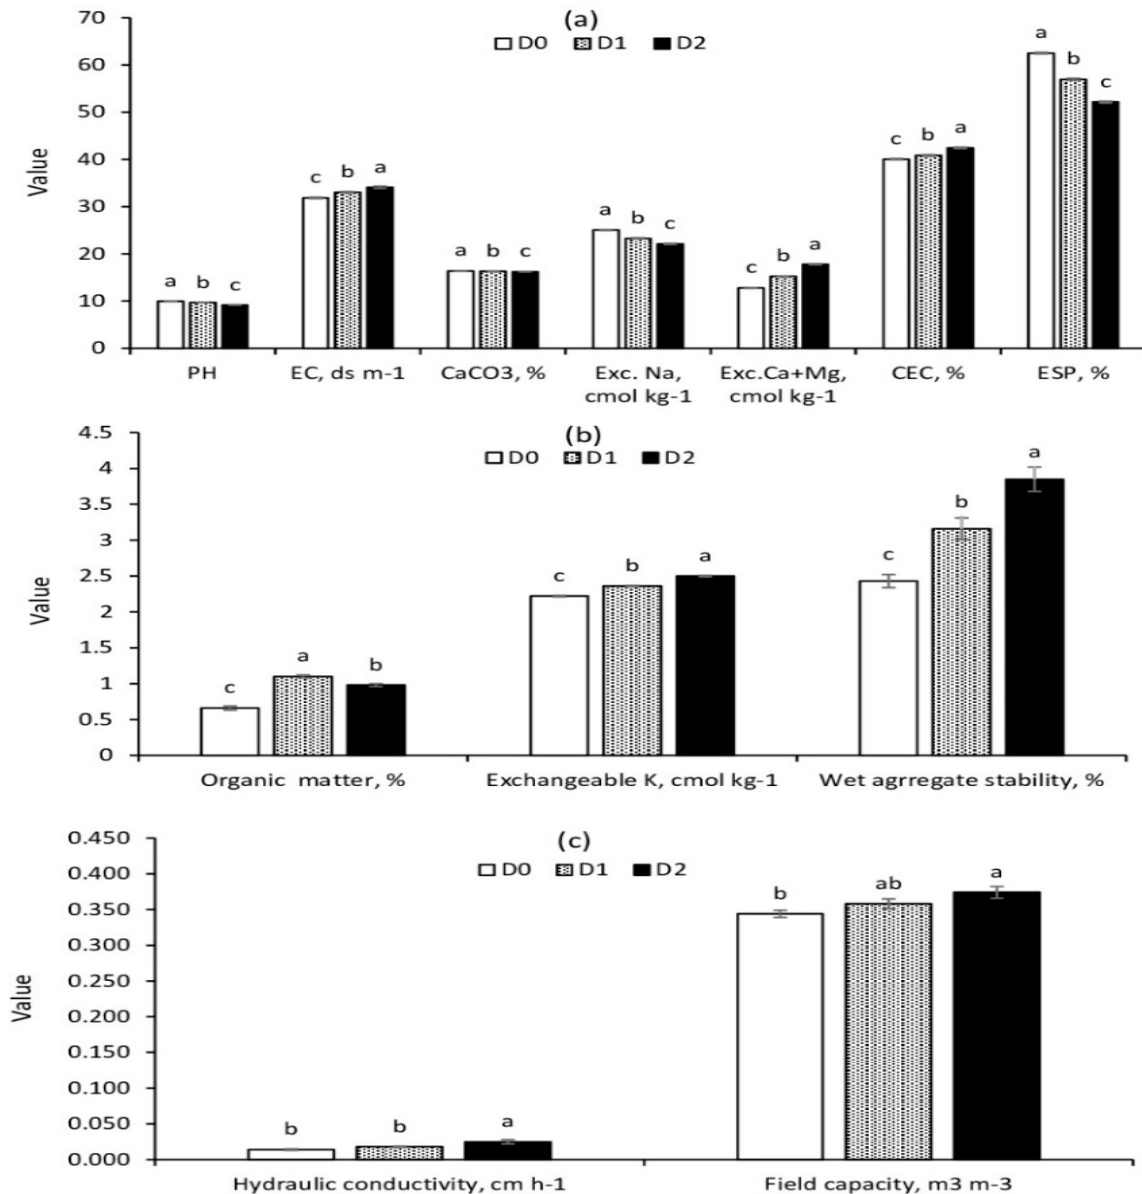 (a)
D0 D1 D2
Value
70
60
50
40
30
20
10
0
a b c
c b a
a b c
a b c
c b a
c b a
a b c
PH
EC, ds m-1
CaCO3, %
Exc. Na,
cmol kg-1
Exc.Ca+Mg,
cmol kg-1
CEC, %
ESP, %
(b)
D0 D1 D2
Value
4.5
4
3.5
3
2.5
2
1.5
1
0.5
0
c a b
c b a
c b a
Organic matter, %
Exchangeable K, cmol kg-1
Wet agrregate stability, %
(c)
D0 D1 D2
Value
0.450
0.400
0.350
0.300
0.250
0.200
0.150
0.100
0.050
0.000
b b a
b ab a
Hydraulic conductivity, cm h-1
Field capacity, m3 m-3